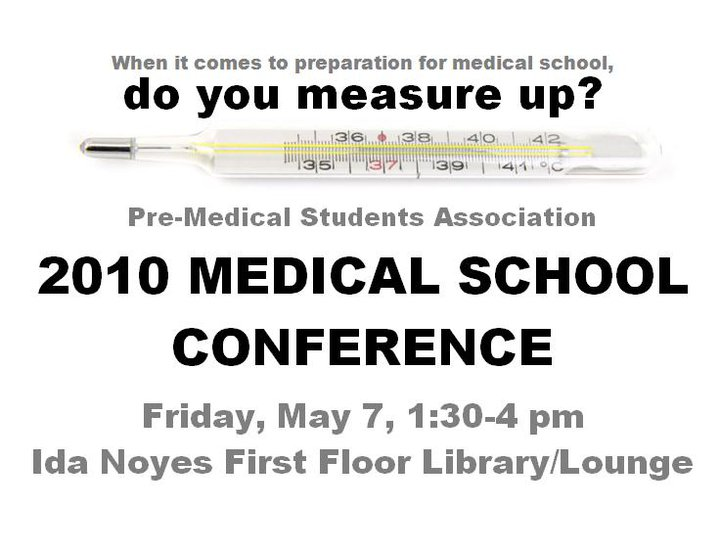 When it comes to preparation for medical school,
do you measure up?
36 38 40 42
35 37 39 41 °C
Pre-Medical Students Association
2010 MEDICAL SCHOOL
CONFERENCE
Friday, May 7, 1:30-4 pm
Ida Noyes First Floor Library/Lounge